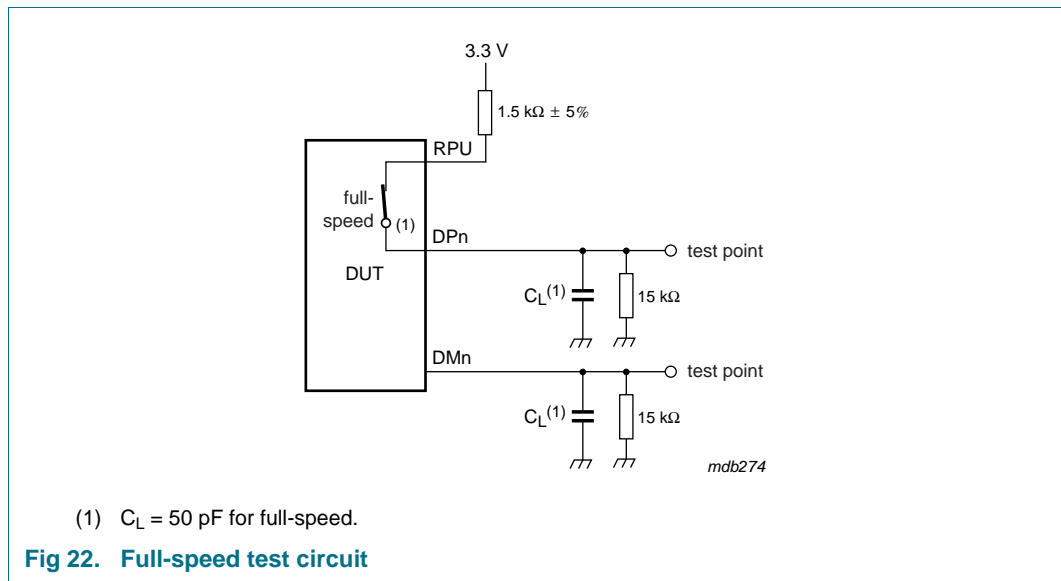 3.3 V
1.5 kΩ ± 5%
RPU
full-
speed
(1)
DPn
test point
DUT
C_L(1)
15 kΩ
DMn
test point
C_L(1)
15 kΩ
mdb274
(1) C_L = 50 pF for full-speed.
Fig 22. Full-speed test circuit